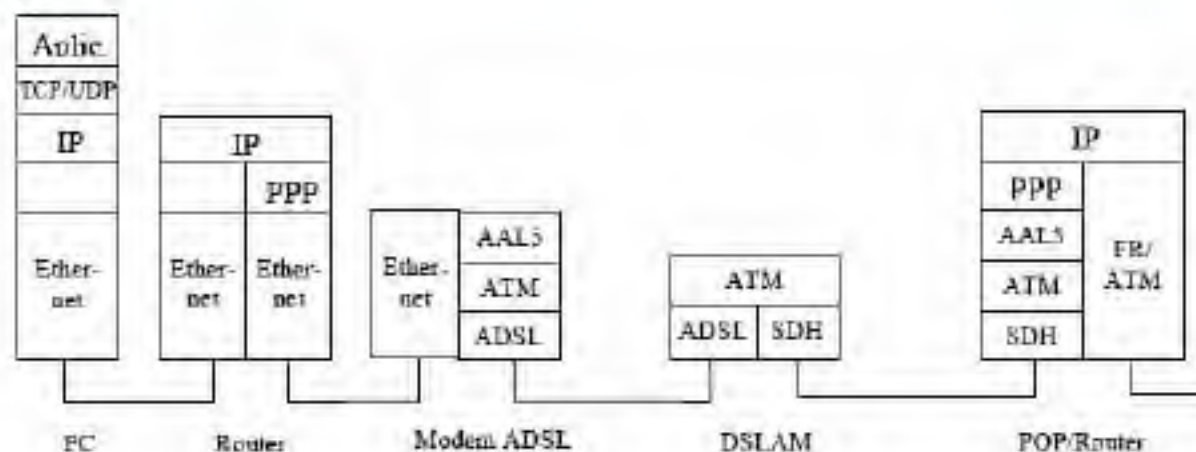 Aplic.
TCP/UDP
IP
Ether-
net
IP
PPP
Ether-
net
Ether-
net
Ether-
net
AAL5
ATM
ADSL
ATM
ADSL
SDH
IP
PPP
AAL5
ATM
SDH
FR/
ATM
PC
Router
Modem ADSL
DSLAM
POP/Router